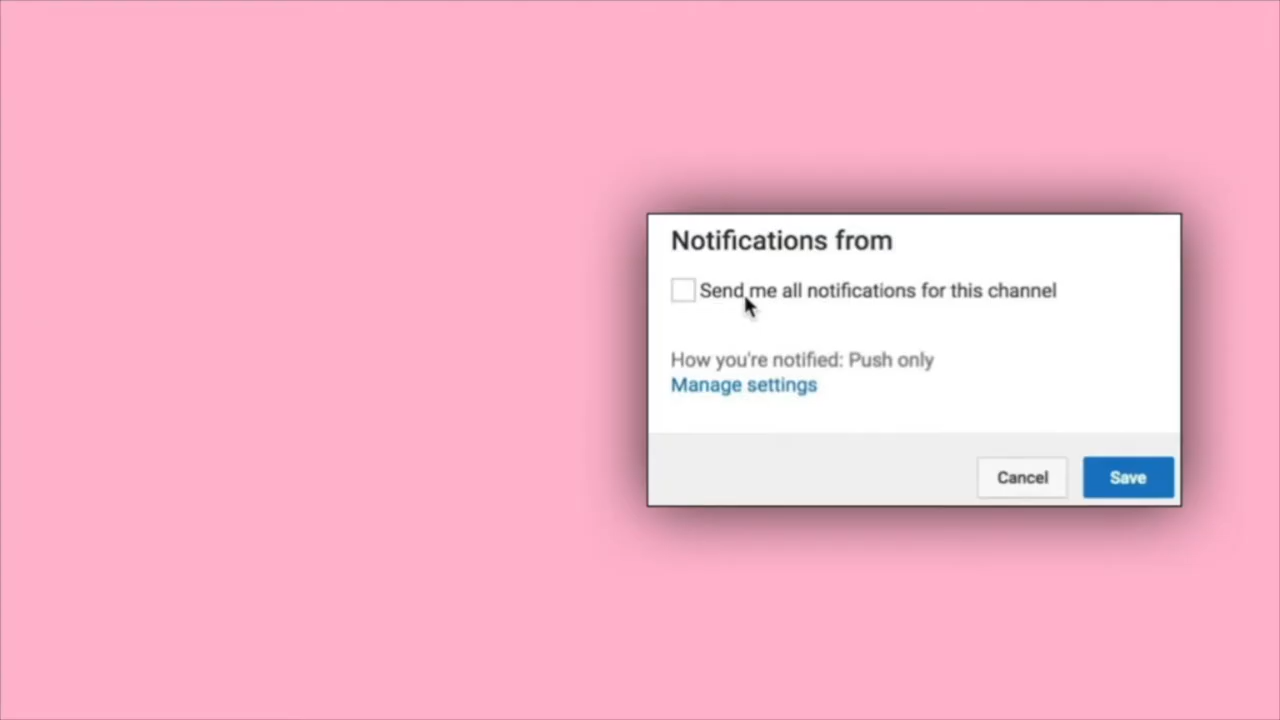 Notifications from
Send me all notifications for this channel
How you're notified: Push only
Manage settings
Cancel
Save